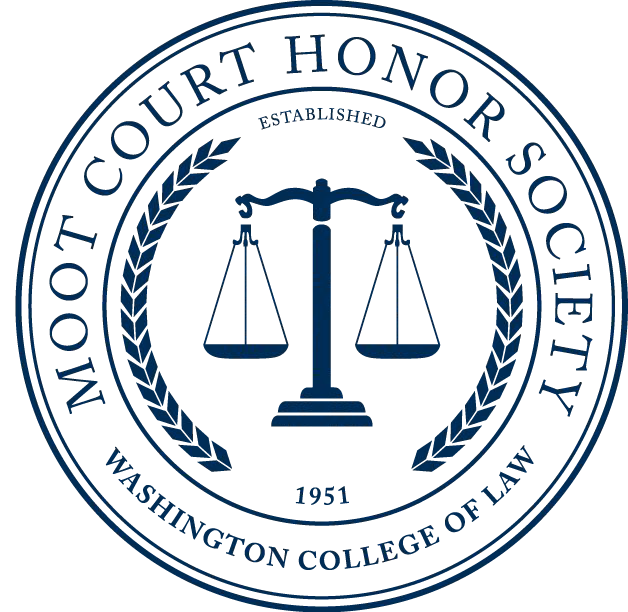 MOOT COURT HONOR SOCIETY
ESTABLISHED
1951
WASHINGTON COLLEGE OF LAW